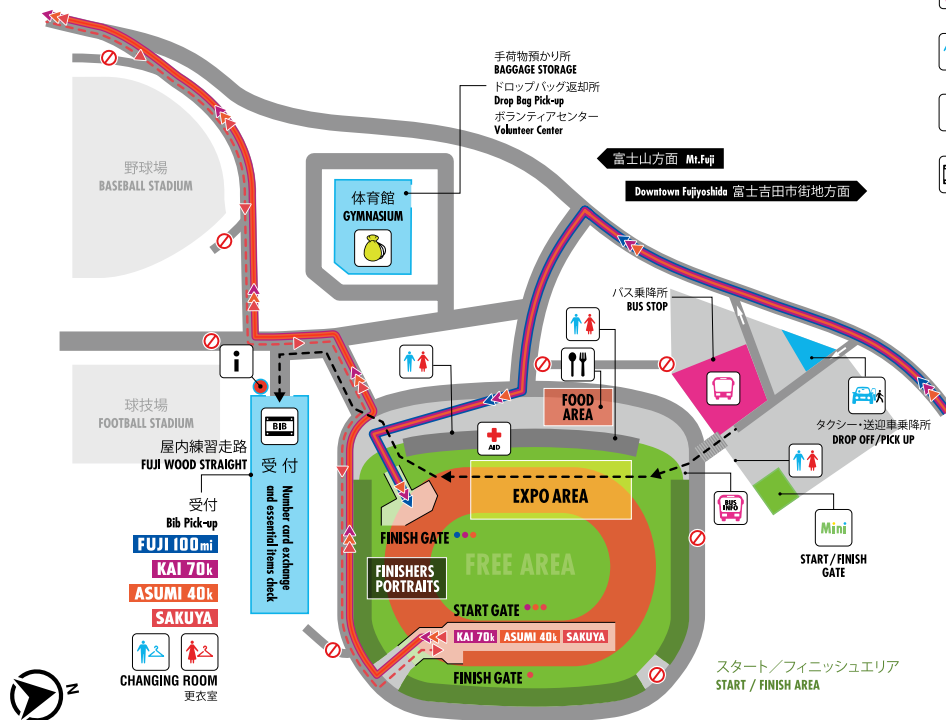 手荷物預かり所
BAGGAGE STORAGE
ドロップバッグ返却所
Drop Bag Pick-up
ボランティアセンター
Volunteer Center
富士山方面 Mt.Fuji
Downtown Fujiyoshida 富士吉田市街地方面
野球場
BASEBALL STADIUM
体育館
GYMNASIUM
バス乗降所
BUS STOP
i
球技場
FOOTBALL STADIUM
BIB
AID
FOOD
AREA
タクシー・送迎車乗降所
DROP OFF/PICK UP
屋内練習走路
FUJI WOOD STRAIGHT
受付
Number card exchange
and essential items check
EXPO AREA
BUS
INFO
Mini
START/FINISH
GATE
受付
Bib Pick-up
FUJI 100mi
KAI 70k
ASUMI 40k
SAKUYA
FINISH GATE
FREE AREA
FINISHERS
PORTRAITS
START GATE
KAI 70k ASUMI 40k SAKUYA
FINISH GATE
CHANGING ROOM
更衣室
N
スタート／フィニッシュエリア
START / FINISH AREA